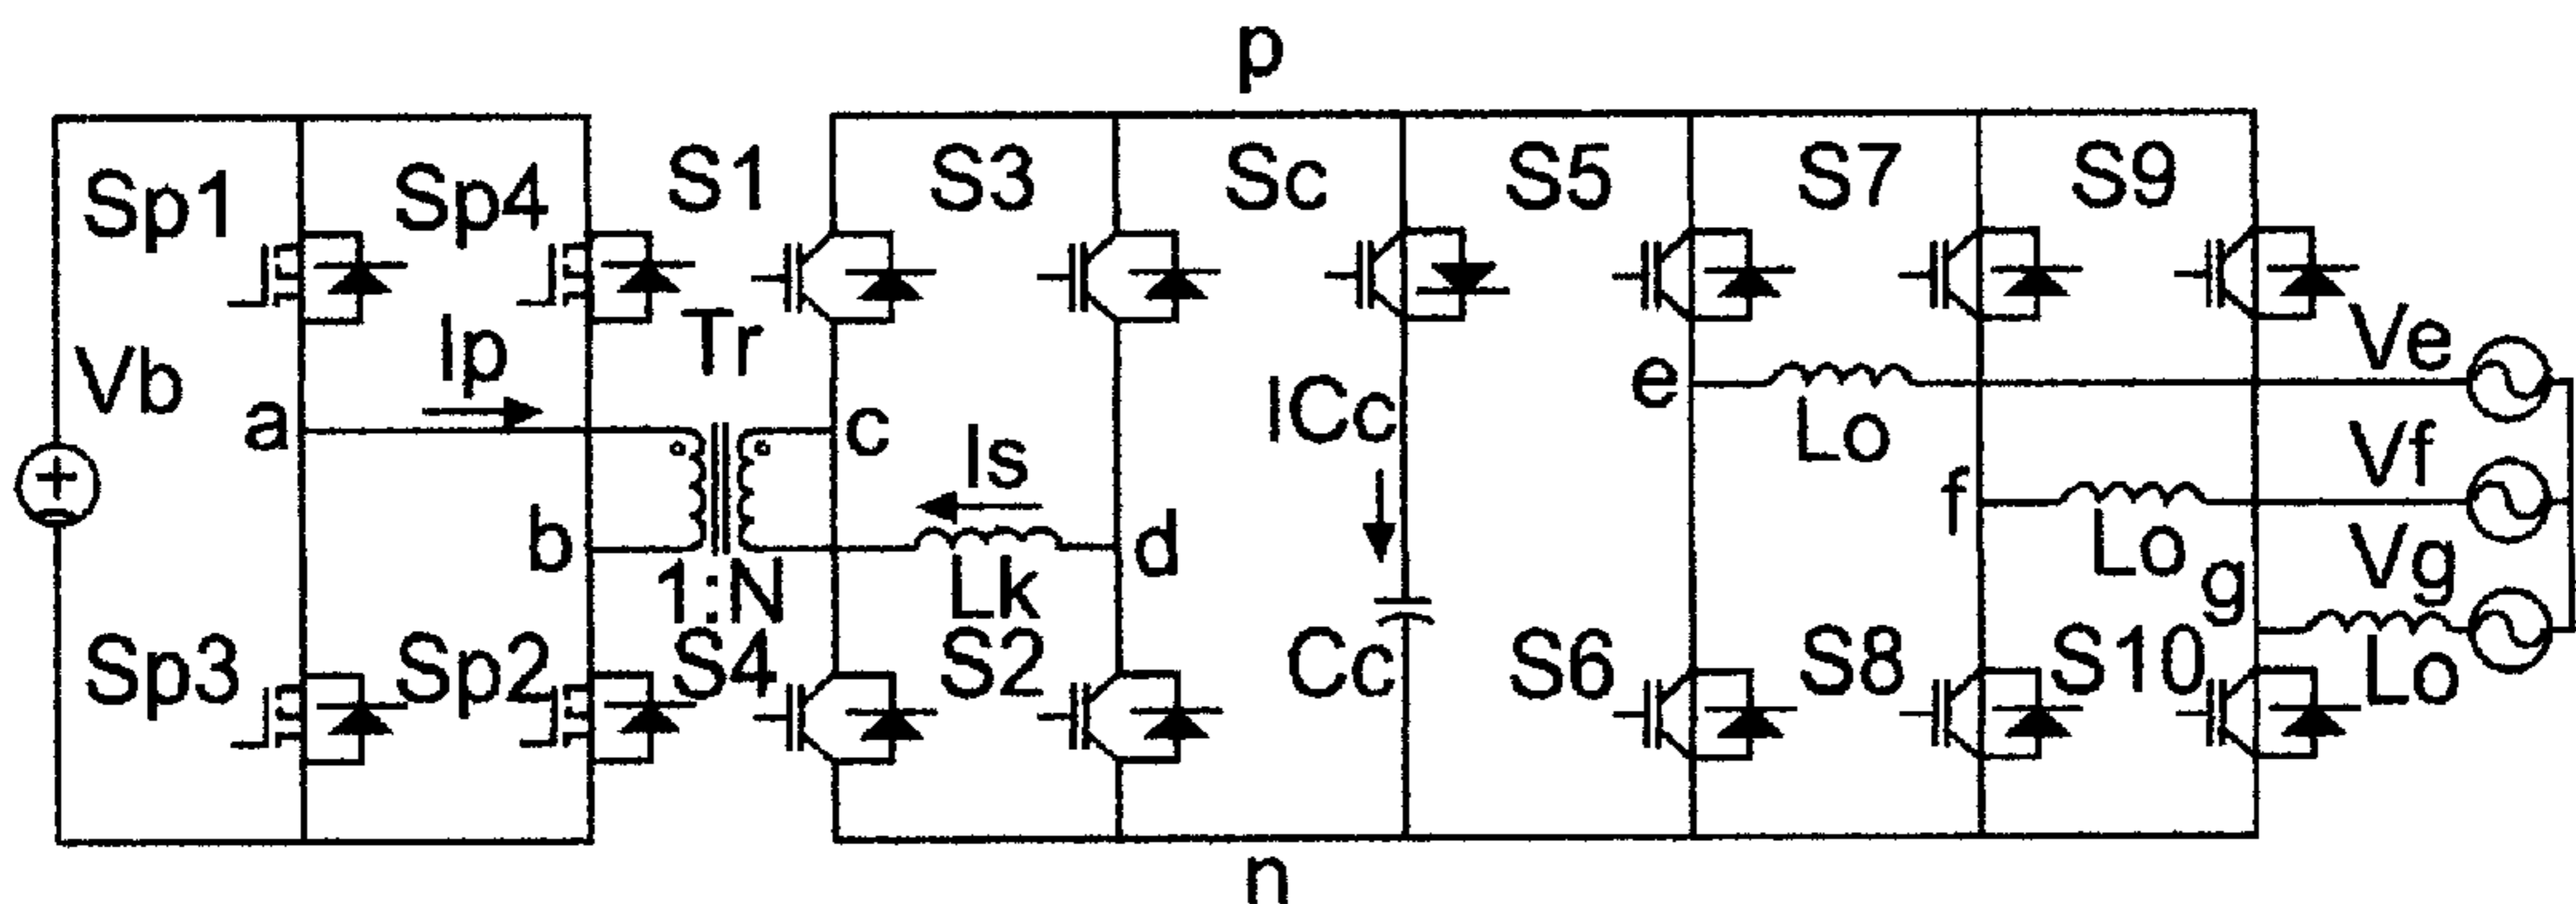 p
Sp1 Sp4 S1 S3 Sc S5 S7 S9
Vb Ip Tr Ve
a c ICc e Lo
Is Vf
b 1:N Lk d f Lo g Vg
Sp3 Sp2 S4 S2 Cc S6 S8 S10 Lo
n